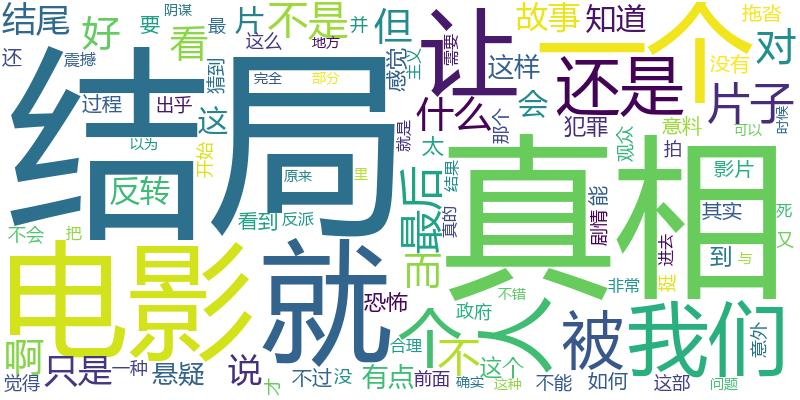 结尾
好
要
阴谋
看
最
不是
片
这么
并
地方
但
让
故事
知道
一个
拖沓
对
还
震撼
猜到
完全
部分
感觉
主义
需要
这样
还是
没有
片子
过程
出乎
这
结局
什么
会
那个
犯罪
意料
可以
时候
以为
就是
太
观众
拍
开始
反转
原来
里
最后
结果
真相
能
影片
看到
反派
真的
剧情
其实
死
不会
把
而
进去
到
又
与
电影
就
恐怖
不错
非常
挺
个
人
政府
被
我们
意外
啊
合理
不
这个
觉得
只是
一种
悬疑
说
才
不过
没
有点
前面
确实
这种
不能
如何
这部
问题